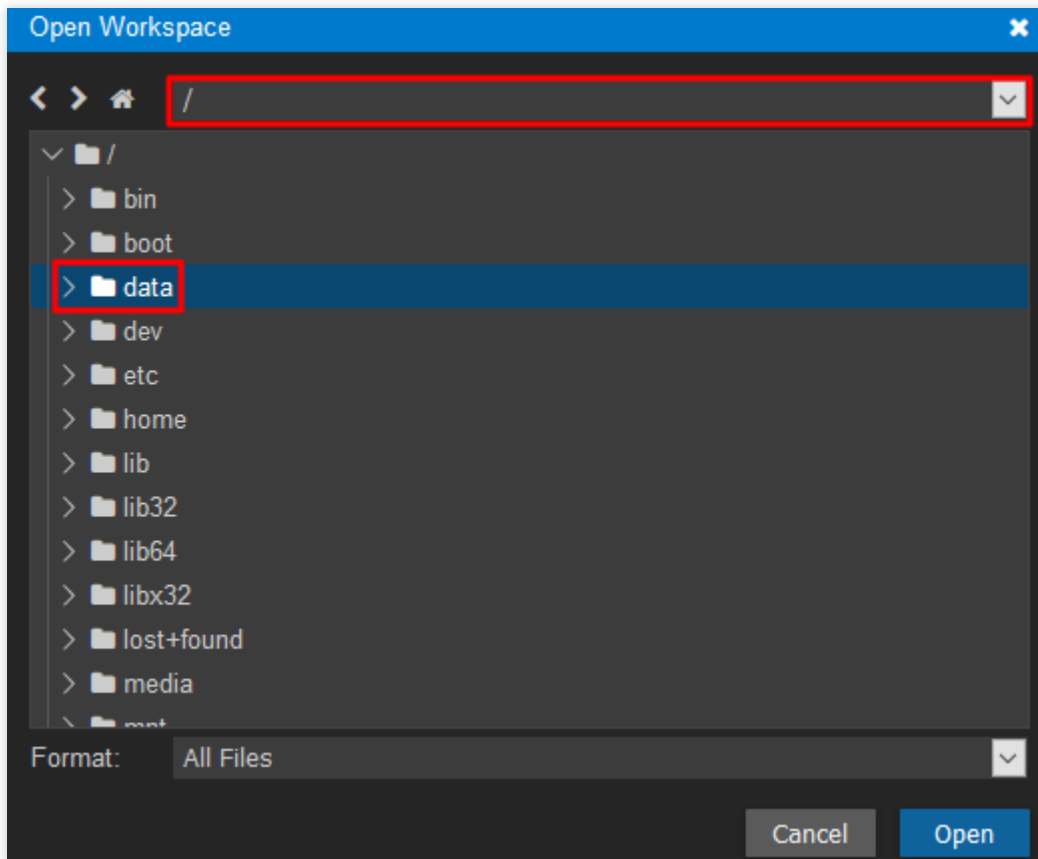 Open Workspace
/
/
bin
boot
data
dev
etc
home
lib
lib32
lib64
libx32
lost+found
media
mnt
Format: All Files
Cancel Open